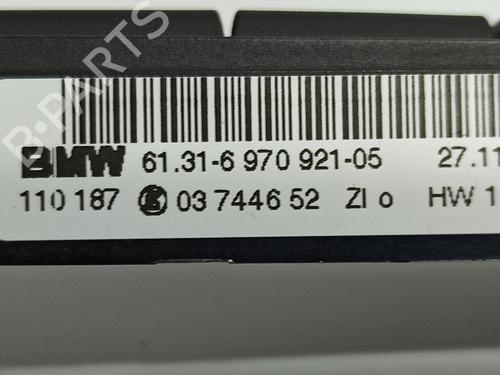 B-PARTS
BMW 61.31-6 970 921-05 27.11
110 187 03 7446 52 ZI o HW 1